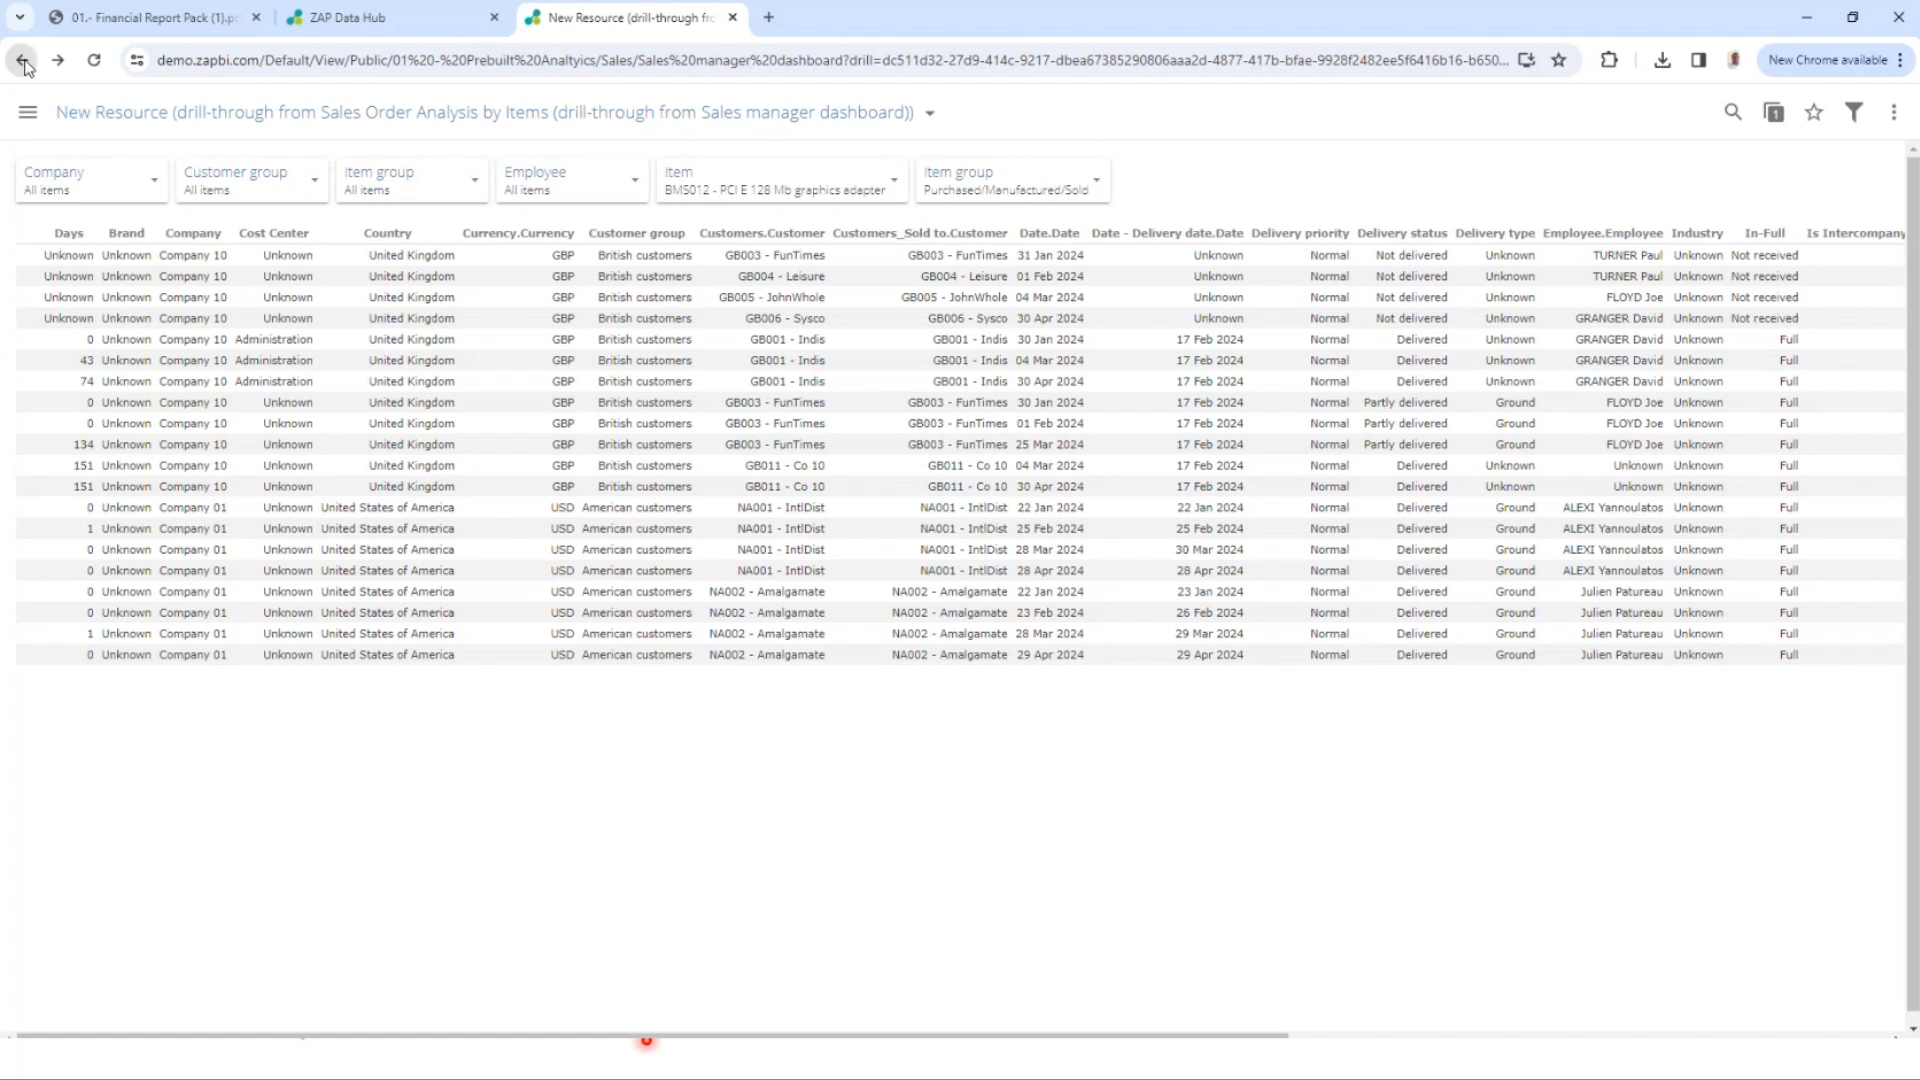 01.- Financial Report Pack (1).p
ZAP Data Hub
New Resource (drill-through fr
demo.zapbi.com/Default/View/Public/01%20-%20Prebuilt%20Analtyics/Sales/Sales%20manager%20dashboard?drill=dc511d32-27d9-414c-9217-dbea67385290806aaa2d-4877-417b-bfae-9928f2482ee5f6416b16-b650...
New Chrome available
New Resource (drill-through from Sales Order Analysis by Items (drill-through from Sales manager dashboard))
1
Company Customer group Item group Employee Item Item group
All items All items All items All items BMS012 - PCI E 128 Mb graphics adapter Purchased/Manufactured/Sold
Days Brand Company Cost Center Country Currency.Currency Customer group Customers.Customer Customers_Sold to.Customer Date.Date Date - Delivery date.Date Delivery priority Delivery status Delivery type Employee.Employee Industry In-Full Is Intercompany
Unknown Unknown Company 10 Unknown United Kingdom GBP British customers GB003 - FunTimes GB003 - FunTimes 31 Jan 2024 Unknown Normal Not delivered Unknown TURNER Paul Unknown Not received
Unknown Unknown Company 10 Unknown United Kingdom GBP British customers GB004 - Leisure GB004 - Leisure 01 Feb 2024 Unknown Normal Not delivered Unknown TURNER Paul Unknown Not received
Unknown Unknown Company 10 Unknown United Kingdom GBP British customers GB005 - JohnWhole GB005 - JohnWhole 04 Mar 2024 Unknown Normal Not delivered Unknown FLOYD Joe Unknown Not received
Unknown Unknown Company 10 Unknown United Kingdom GBP British customers GB006 - Sysco GB006 - Sysco 30 Apr 2024 Unknown Normal Not delivered Unknown GRANGER David Unknown Not received
0 Unknown Company 10 Administration United Kingdom GBP British customers GB001 - Indis GB001 - Indis 30 Jan 2024 17 Feb 2024 Normal Delivered Unknown GRANGER David Unknown Full
43 Unknown Company 10 Administration United Kingdom GBP British customers GB001 - Indis GB001 - Indis 04 Mar 2024 17 Feb 2024 Normal Delivered Unknown GRANGER David Unknown Full
74 Unknown Company 10 Administration United Kingdom GBP British customers GB001 - Indis GB001 - Indis 30 Apr 2024 17 Feb 2024 Normal Delivered Unknown GRANGER David Unknown Full
0 Unknown Company 10 Unknown United Kingdom GBP British customers GB003 - FunTimes GB003 - FunTimes 30 Jan 2024 17 Feb 2024 Normal Partly delivered Ground FLOYD Joe Unknown Full
0 Unknown Company 10 Unknown United Kingdom GBP British customers GB003 - FunTimes GB003 - FunTimes 01 Feb 2024 17 Feb 2024 Normal Partly delivered Ground FLOYD Joe Unknown Full
134 Unknown Company 10 Unknown United Kingdom GBP British customers GB003 - FunTimes GB003 - FunTimes 25 Mar 2024 17 Feb 2024 Normal Partly delivered Ground FLOYD Joe Unknown Full
151 Unknown Company 10 Unknown United Kingdom GBP British customers GB011 - Co 10 GB011 - Co 10 04 Mar 2024 17 Feb 2024 Normal Delivered Unknown Unknown Unknown Full
151 Unknown Company 10 Unknown United Kingdom GBP British customers GB011 - Co 10 GB011 - Co 10 30 Apr 2024 17 Feb 2024 Normal Delivered Unknown Unknown Unknown Full
0 Unknown Company 01 Unknown United States of America USD American customers NA001 - IntlDist NA001 - IntlDist 22 Jan 2024 22 Jan 2024 Normal Delivered Ground ALEXI Yannoulatos Unknown Full
1 Unknown Company 01 Unknown United States of America USD American customers NA001 - IntlDist NA001 - IntlDist 25 Feb 2024 25 Feb 2024 Normal Delivered Ground ALEXI Yannoulatos Unknown Full
0 Unknown Company 01 Unknown United States of America USD American customers NA001 - IntlDist NA001 - IntlDist 28 Mar 2024 30 Mar 2024 Normal Delivered Ground ALEXI Yannoulatos Unknown Full
0 Unknown Company 01 Unknown United States of America USD American customers NA001 - IntlDist NA001 - IntlDist 28 Apr 2024 28 Apr 2024 Normal Delivered Ground ALEXI Yannoulatos Unknown Full
0 Unknown Company 01 Unknown United States of America USD American customers NA002 - Amalgamate NA002 - Amalgamate 22 Jan 2024 23 Jan 2024 Normal Delivered Ground Julien Patureau Unknown Full
0 Unknown Company 01 Unknown United States of America USD American customers NA002 - Amalgamate NA002 - Amalgamate 23 Feb 2024 26 Feb 2024 Normal Delivered Ground Julien Patureau Unknown Full
1 Unknown Company 01 Unknown United States of America USD American customers NA002 - Amalgamate NA002 - Amalgamate 28 Mar 2024 29 Mar 2024 Normal Delivered Ground Julien Patureau Unknown Full
0 Unknown Company 01 Unknown United States of America USD American customers NA002 - Amalgamate NA002 - Amalgamate 29 Apr 2024 29 Apr 2024 Normal Delivered Ground Julien Patureau Unknown Full